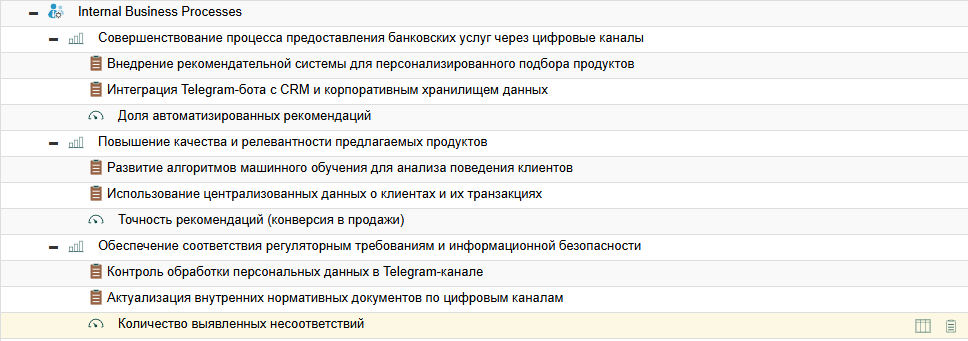 Internal Business Processes
Совершенствование процесса предоставления банковских услуг через цифровые каналы
Внедрение рекомендательной системы для персонализированного подбора продуктов
Интеграция Telegram-бота с CRM и корпоративным хранилищем данных
Доля автоматизированных рекомендаций
Повышение качества и релевантности предлагаемых продуктов
Развитие алгоритмов машинного обучения для анализа поведения клиентов
Использование централизованных данных о клиентах и их транзакциях
Точность рекомендаций (конверсия в продажи)
Обеспечение соответствия регуляторным требованиям и информационной безопасности
Контроль обработки персональных данных в Telegram-канале
Актуализация внутренних нормативных документов по цифровым каналам
Количество выявленных несоответствий